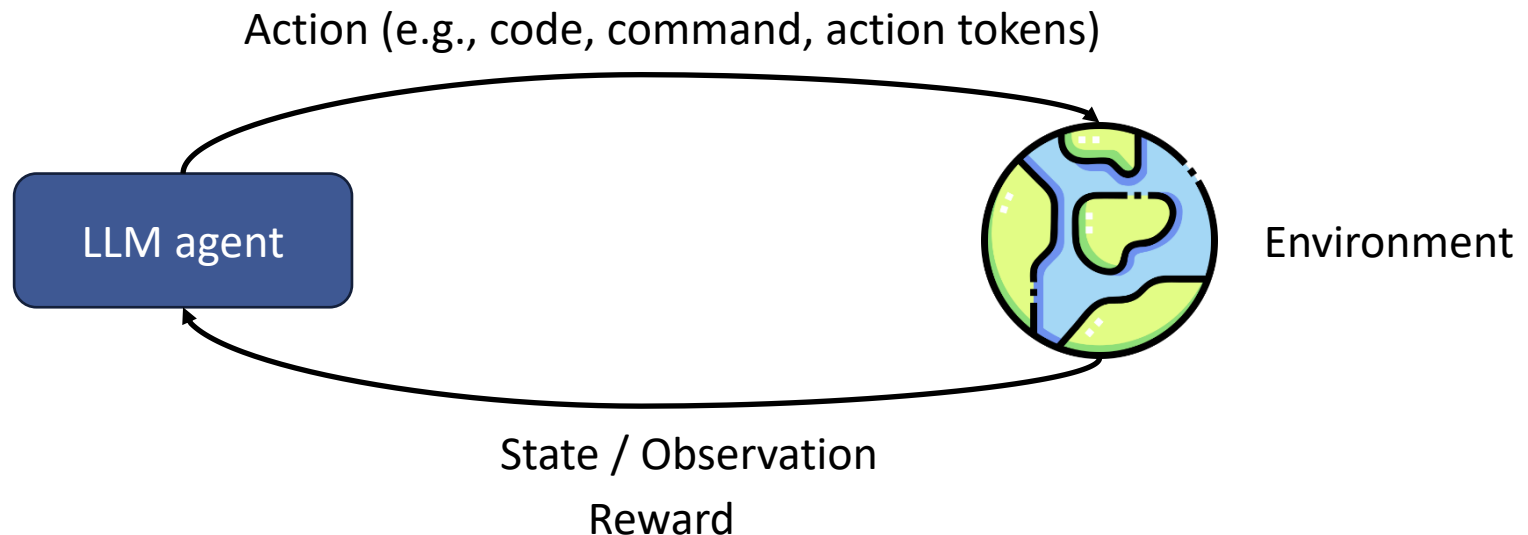 Action (e.g., code, command, action tokens)
LLM agent
Environment
State / Observation
Reward